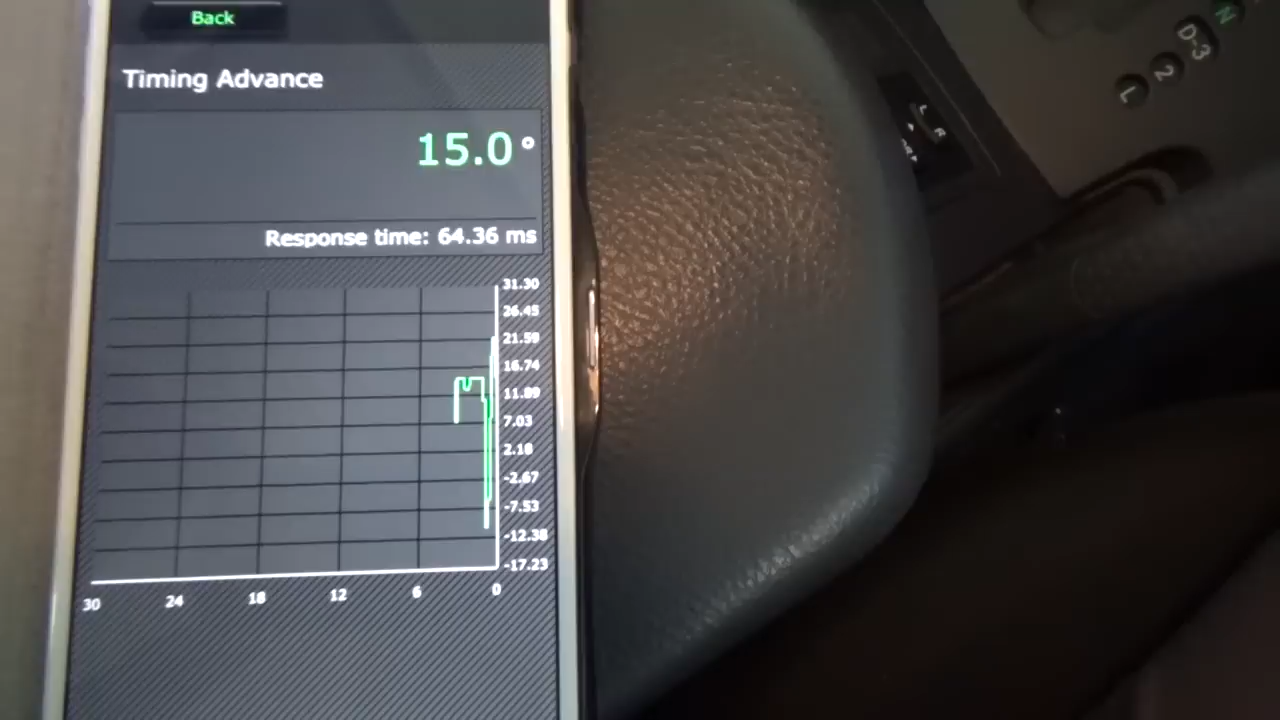 Back
Timing Advance
15.0 °
Response time: 64.36 ms
31.30
26.45
21.59
16.74
11.89
7.03
2.18
-2.67
-7.53
-12.38
-17.23
30 24 18 12 6 0
N
D-3
2
L
L R